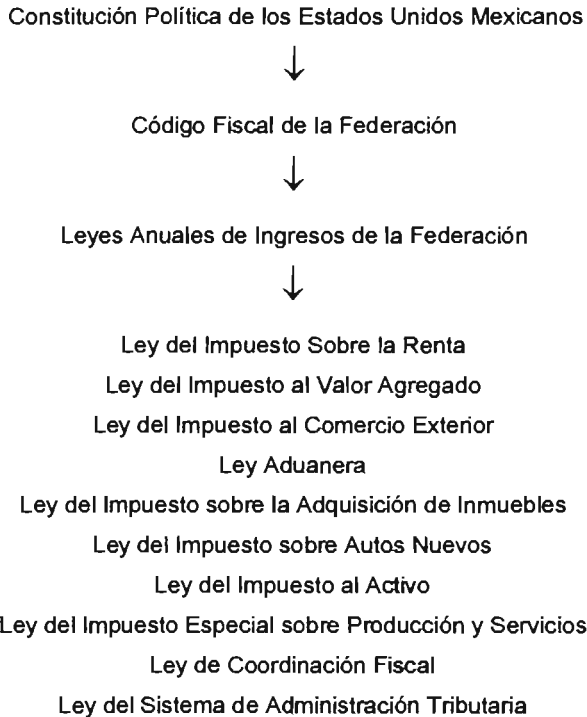 Constitución Política de los Estados Unidos Mexicanos
Código Fiscal de la Federación
Leyes Anuales de Ingresos de la Federación
Ley del Impuesto Sobre la Renta
Ley del Impuesto al Valor Agregado
Ley del Impuesto al Comercio Exterior
Ley Aduanera
Ley del Impuesto sobre la Adquisición de Inmuebles
Ley del Impuesto sobre Autos Nuevos
Ley del Impuesto al Activo
Ley del Impuesto Especial sobre Producción y Servicios
Ley de Coordinación Fiscal
Ley del Sistema de Administración Tributaria